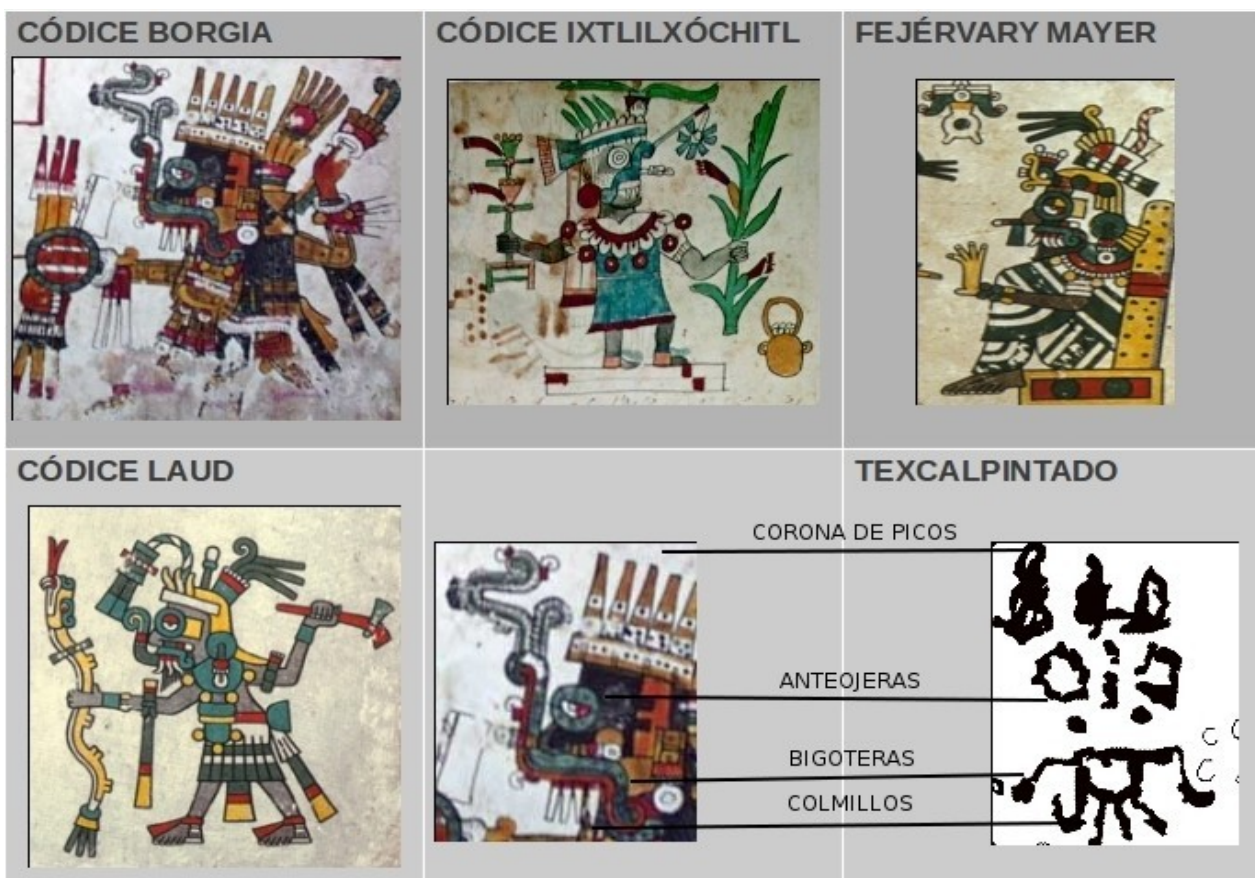 CÓDICE BORGIA
CÓDICE IXTLILXÓCHITL
FEJÉRVARY MAYER
CÓDICE LAUD
TEXCALPINTADO
CORONA DE PICOS
ANTEOJERAS
BIGOTERAS
COLMILLOS